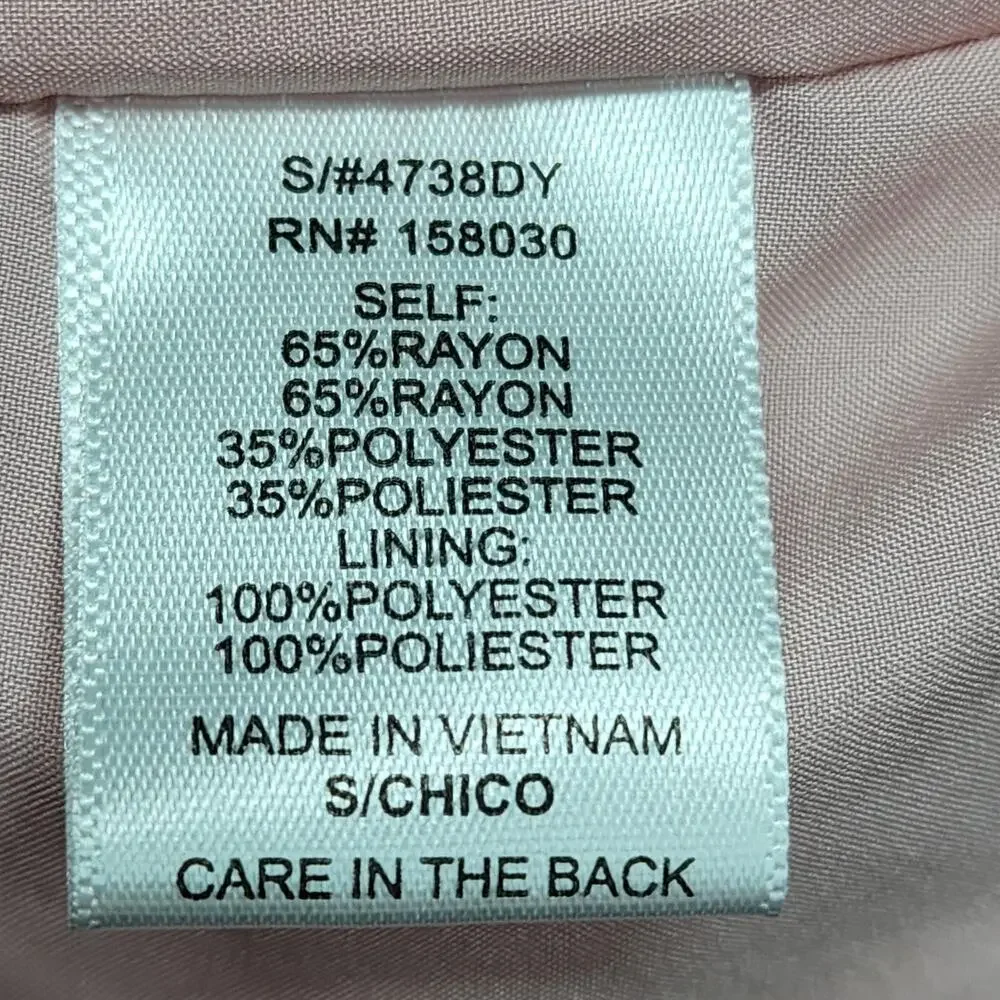 S/#4738DY
RN# 158030
SELF:
65%RAYON
65%RAYON
35%POLYESTER
35%POLIESTER
LINING:
100%POLYESTER
100%POLIESTER
MADE IN VIETNAM
S/CHICO
CARE IN THE BACK